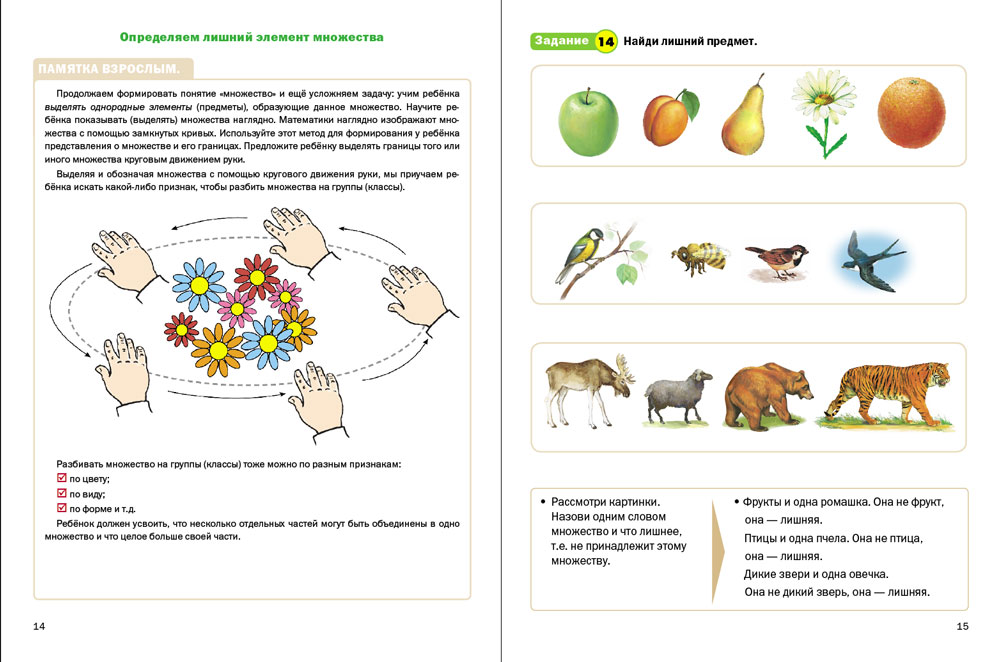 Определяем лишний элемент множества
ПАМЯТКА ВЗРОСЛЫМ.
Продолжаем формировать понятие «множество» и ещё усложняем задачу: учим ребёнка
выделять однородные элементы (предметы), образующие данное множество. Научите ре-
бёнка показывать (выделять) множества наглядно. Математики наглядно изображают мно-
жества с помощью замкнутых кривых. Используйте этот метод для формирования у ребёнка
представления о множестве и его границах. Предложите ребёнку выделять границы того или
иного множества круговым движением руки.
Выделяя и обозначая множества с помощью кругового движения руки, мы приучаем ре-
бёнка искать какой-либо признак, чтобы разбить множества на группы (классы).
Разбивать множество на группы (классы) тоже можно по разным признакам:
по цвету;
по виду;
по форме и т.д.
Ребёнок должен усвоить, что несколько отдельных частей могут быть объединены в одно
множество и что целое больше своей части.
14
Задание 14 Найди лишний предмет.
• Рассмотри картинки.
Назови одним словом
множество и что лишнее,
т.е. не принадлежит этому
множеству.
• Фрукты и одна ромашка. Она не фрукт,
она — лишняя.
Птицы и одна пчела. Она не птица,
она — лишняя.
Дикие звери и одна овечка.
Она не дикий зверь, она — лишняя.
15